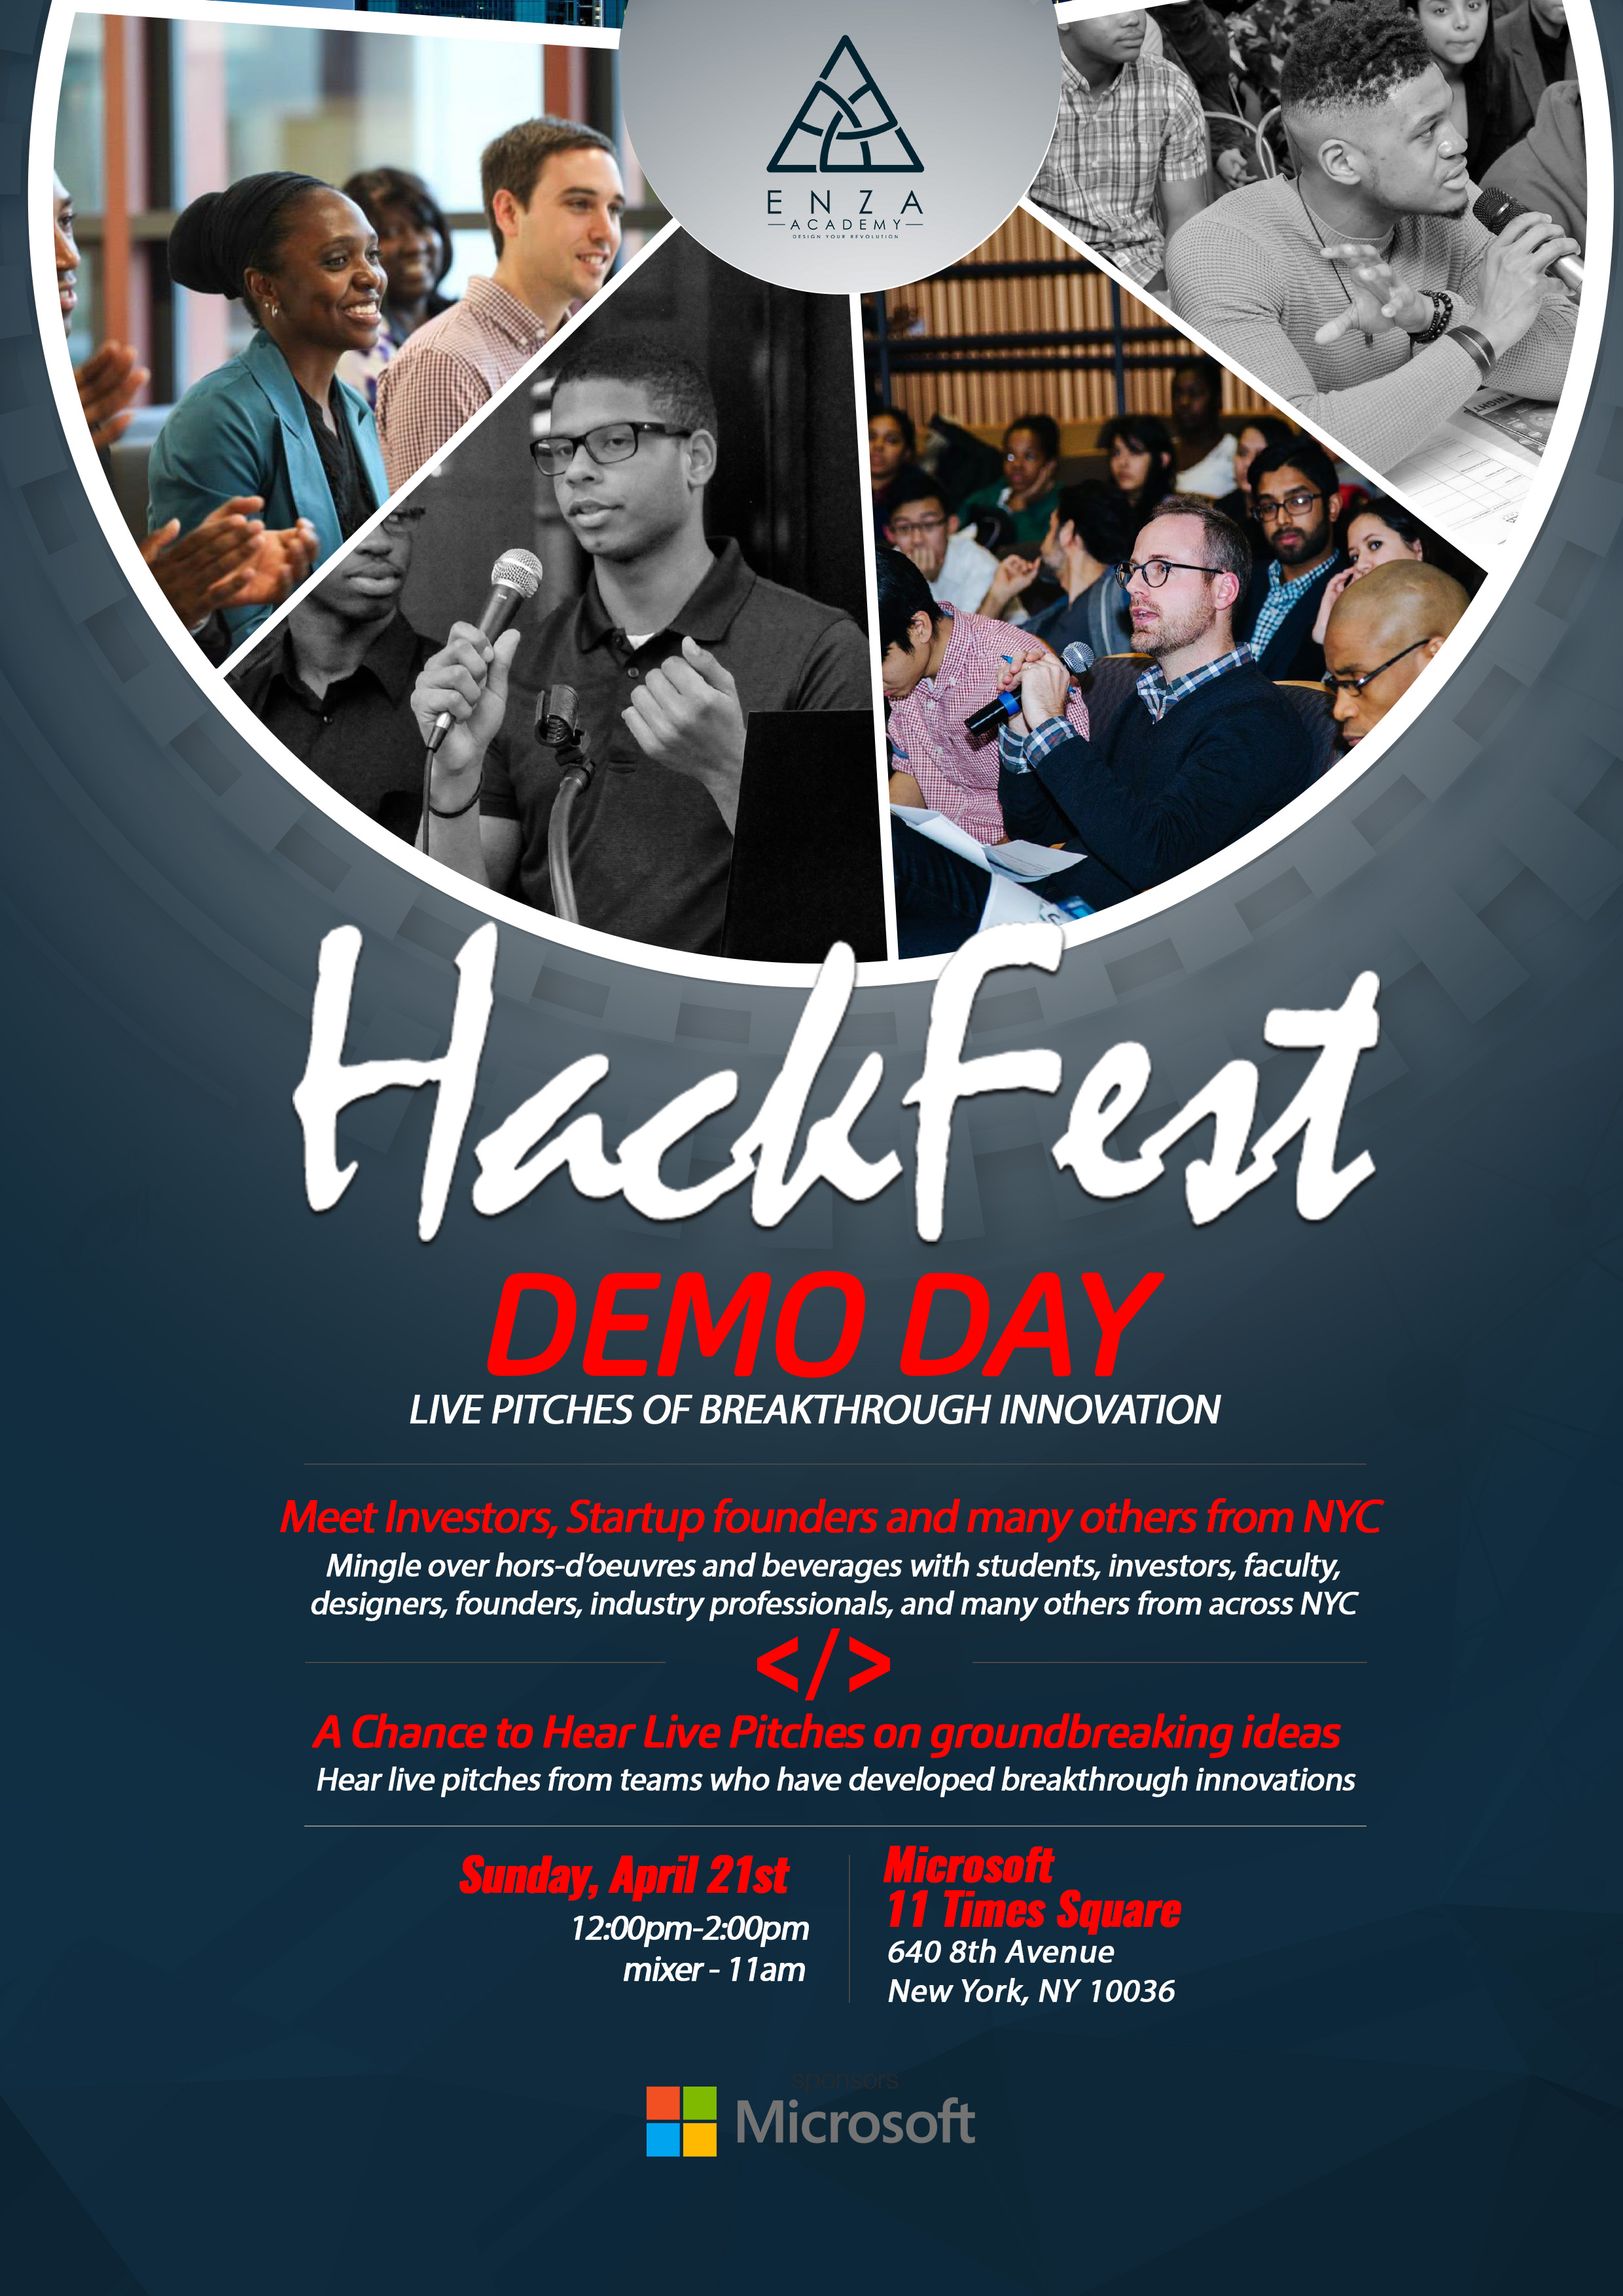 ENZA
ACADEMY
DESIGN YOUR REVOLUTION
HackFest
DEMO DAY
LIVE PITCHES OF BREAKTHROUGH INNOVATION
Meet Investors, Startup founders and many others from NYC
Mingle over hors-d’oeuvres and beverages with students, investors, faculty,
designers, founders, industry professionals, and many others from across NYC
</>
A Chance to Hear Live Pitches on groundbreaking ideas
Hear live pitches from teams who have developed breakthrough innovations
Sunday, April 21st
12:00pm-2:00pm
mixer - 11am
Microsoft
11 Times Square
640 8th Avenue
New York, NY 10036
sponsors
Microsoft